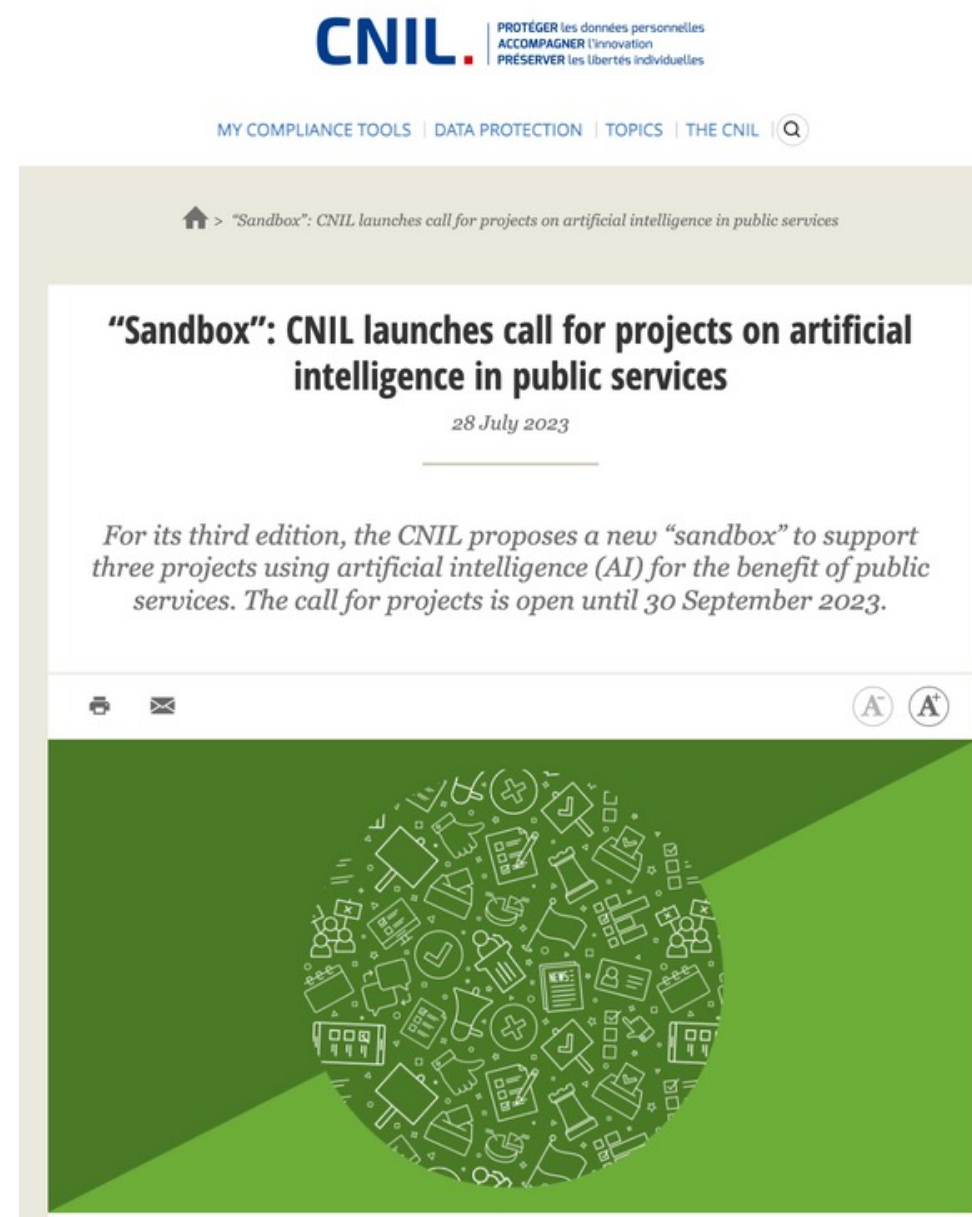 CNIL.
PROTÉGER les données personnelles
ACCOMPAGNER l'innovation
PRÉSERVER les libertés individuelles
MY COMPLIANCE TOOLS | DATA PROTECTION | TOPICS | THE CNIL |
> “Sandbox”: CNIL launches call for projects on artificial intelligence in public services
“Sandbox”: CNIL launches call for projects on artificial
intelligence in public services
28 July 2023
For its third edition, the CNIL proposes a new “sandbox” to support
three projects using artificial intelligence (AI) for the benefit of public
services. The call for projects is open until 30 September 2023.
A- A+
NEWS